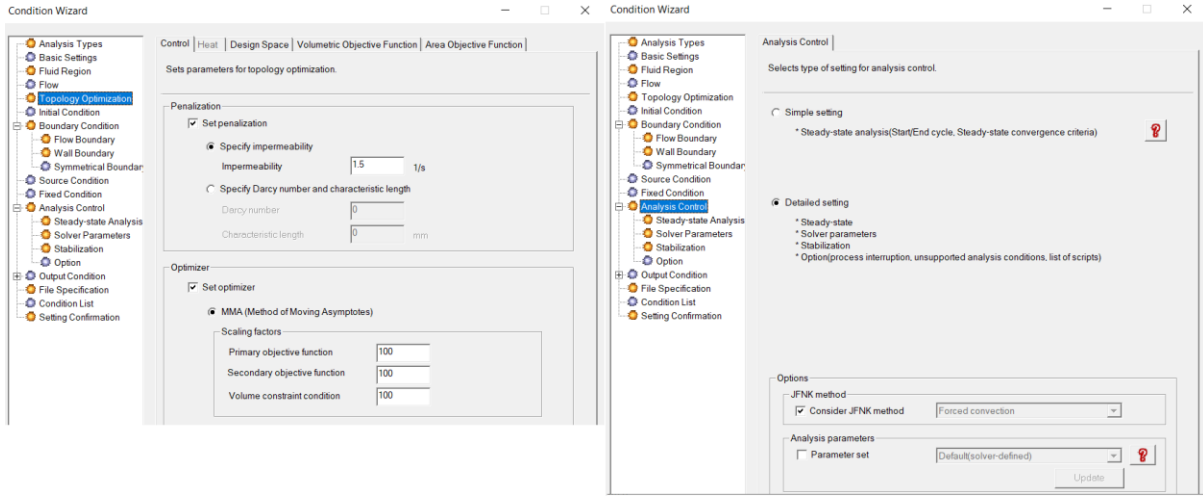 Condition Wizard
Analysis Types
Basic Settings
Fluid Region
Flow
Topology Optimization
Initial Condition
Boundary Condition
Flow Boundary
Wall Boundary
Symmetrical Boundar
Source Condition
Fixed Condition
Analysis Control
Steady-state Analysis
Solver Parameters
Stabilization
Option
Output Condition
File Specification
Condition List
Setting Confirmation
Control Heat Design Space Volumetric Objective Function Area Objective Function
Sets parameters for topology optimization.
Penalization
Set penalization
Specify impermeability
Impermeability 1.5 1/s
Specify Darcy number and characteristic length
Darcy number 0
Characteristic length 0 mm
Optimizer
Set optimizer
MMA (Method of Moving Asymptotes)
Scaling factors
Primary objective function 100
Secondary objective function 100
Volume constraint condition 100
Condition Wizard
Analysis Types
Basic Settings
Fluid Region
Flow
Topology Optimization
Initial Condition
Boundary Condition
Flow Boundary
Wall Boundary
Symmetrical Boundar
Source Condition
Fixed Condition
Analysis Control
Steady-state Analysis
Solver Parameters
Stabilization
Option
Output Condition
File Specification
Condition List
Setting Confirmation
Analysis Control
Selects type of setting for analysis control.
Simple setting
* Steady-state analysis(Start/End cycle, Steady-state convergence criteria)
?
Detailed setting
* Steady-state
* Solver parameters
* Stabilization
* Option(process interruption, unsupported analysis conditions, list of scripts)
Options
JFNK method
Consider JFNK method Forced convection
Analysis parameters
Parameter set Default(solver-defined) ?
Update